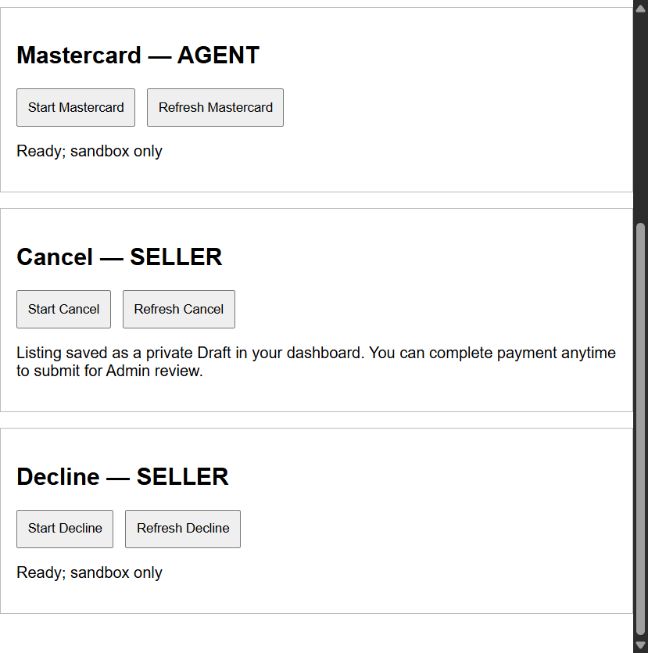 Mastercard — AGENT
Start Mastercard
Refresh Mastercard
Ready; sandbox only
Cancel — SELLER
Start Cancel
Refresh Cancel
Listing saved as a private Draft in your dashboard. You can complete payment anytime
to submit for Admin review.
Decline — SELLER
Start Decline
Refresh Decline
Ready; sandbox only